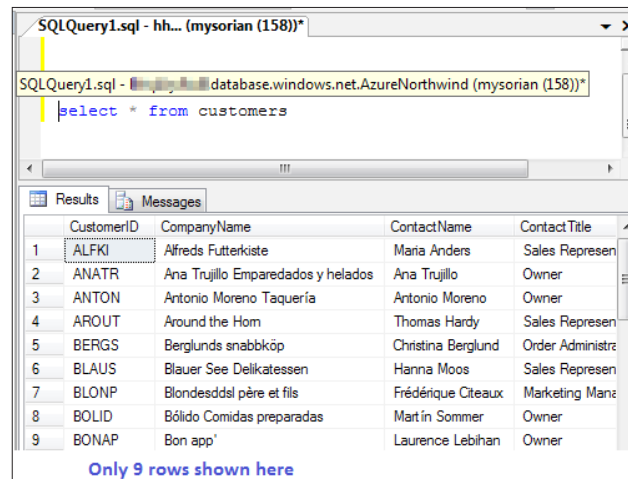 SQLQuery1.sql - hh... (mysorian (158))*
SQLQuery1.sql - database.windows.net.AzureNorthwind (mysorian (158))*
select * from customers
Results Messages
CustomerID CompanyName ContactName ContactTitle
1 ALFKI Alfreds Futterkiste Maria Anders Sales Represen
2 ANATR Ana Trujillo Emparedados y helados Ana Trujillo Owner
3 ANTON Antonio Moreno Taquería Antonio Moreno Owner
4 AROUT Around the Horn Thomas Hardy Sales Represen
5 BERGS Berglunds snabbköp Christina Berglund Order Administra
6 BLAUS Blauer See Delikatessen Hanna Moos Sales Represen
7 BLONP Blondesddsl père et fils Frédérique Citeaux Marketing Mana
8 BOLID Bólido Comidas preparadas Martín Sommer Owner
9 BONAP Bon app' Laurence Lebihan Owner
Only 9 rows shown here